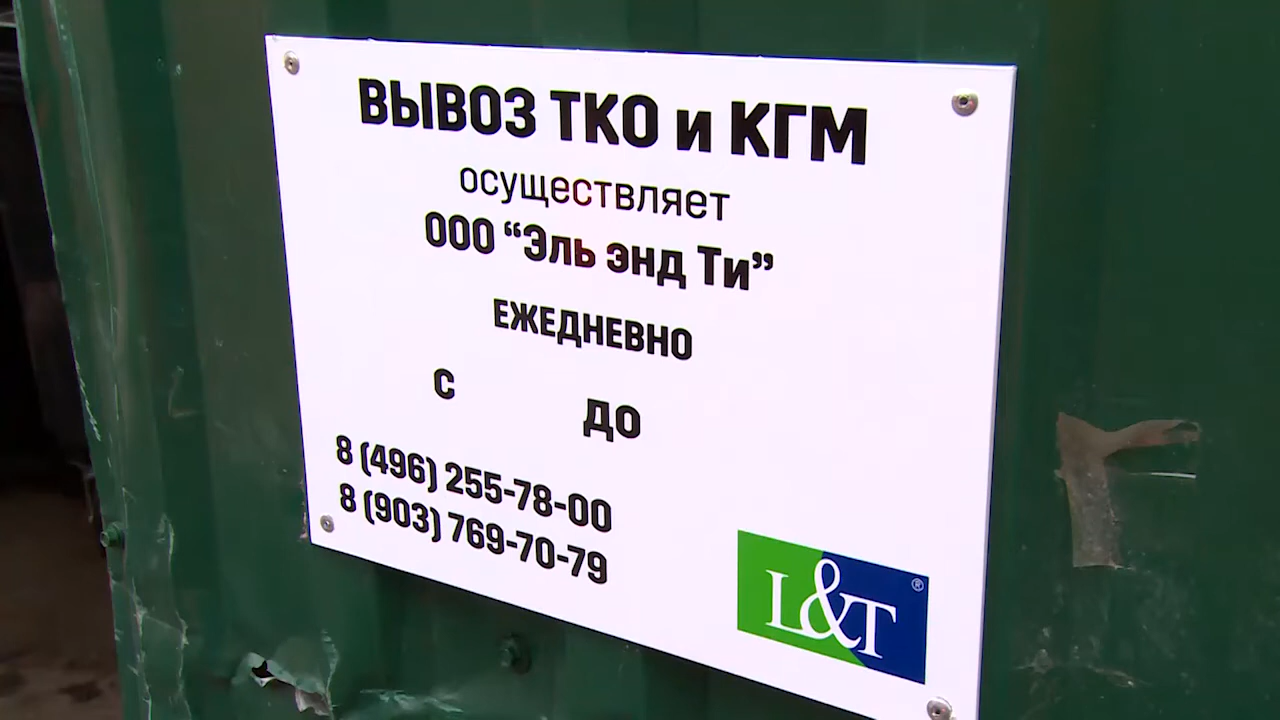 ВЫВОЗ ТКО и КГМ
осуществляет
ООО “Эль энд Ти”
ЕЖЕДНЕВНО
с до
8 (496) 255-78-00
8 (903) 769-70-79
L&T ®